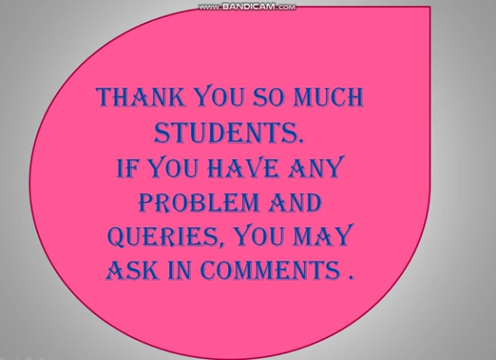 www.BANDICAM.com
THANK YOU SO MUCH
STUDENTS.
IF YOU HAVE ANY
PROBLEM AND
QUERIES, YOU MAY
ASK IN COMMENTS .